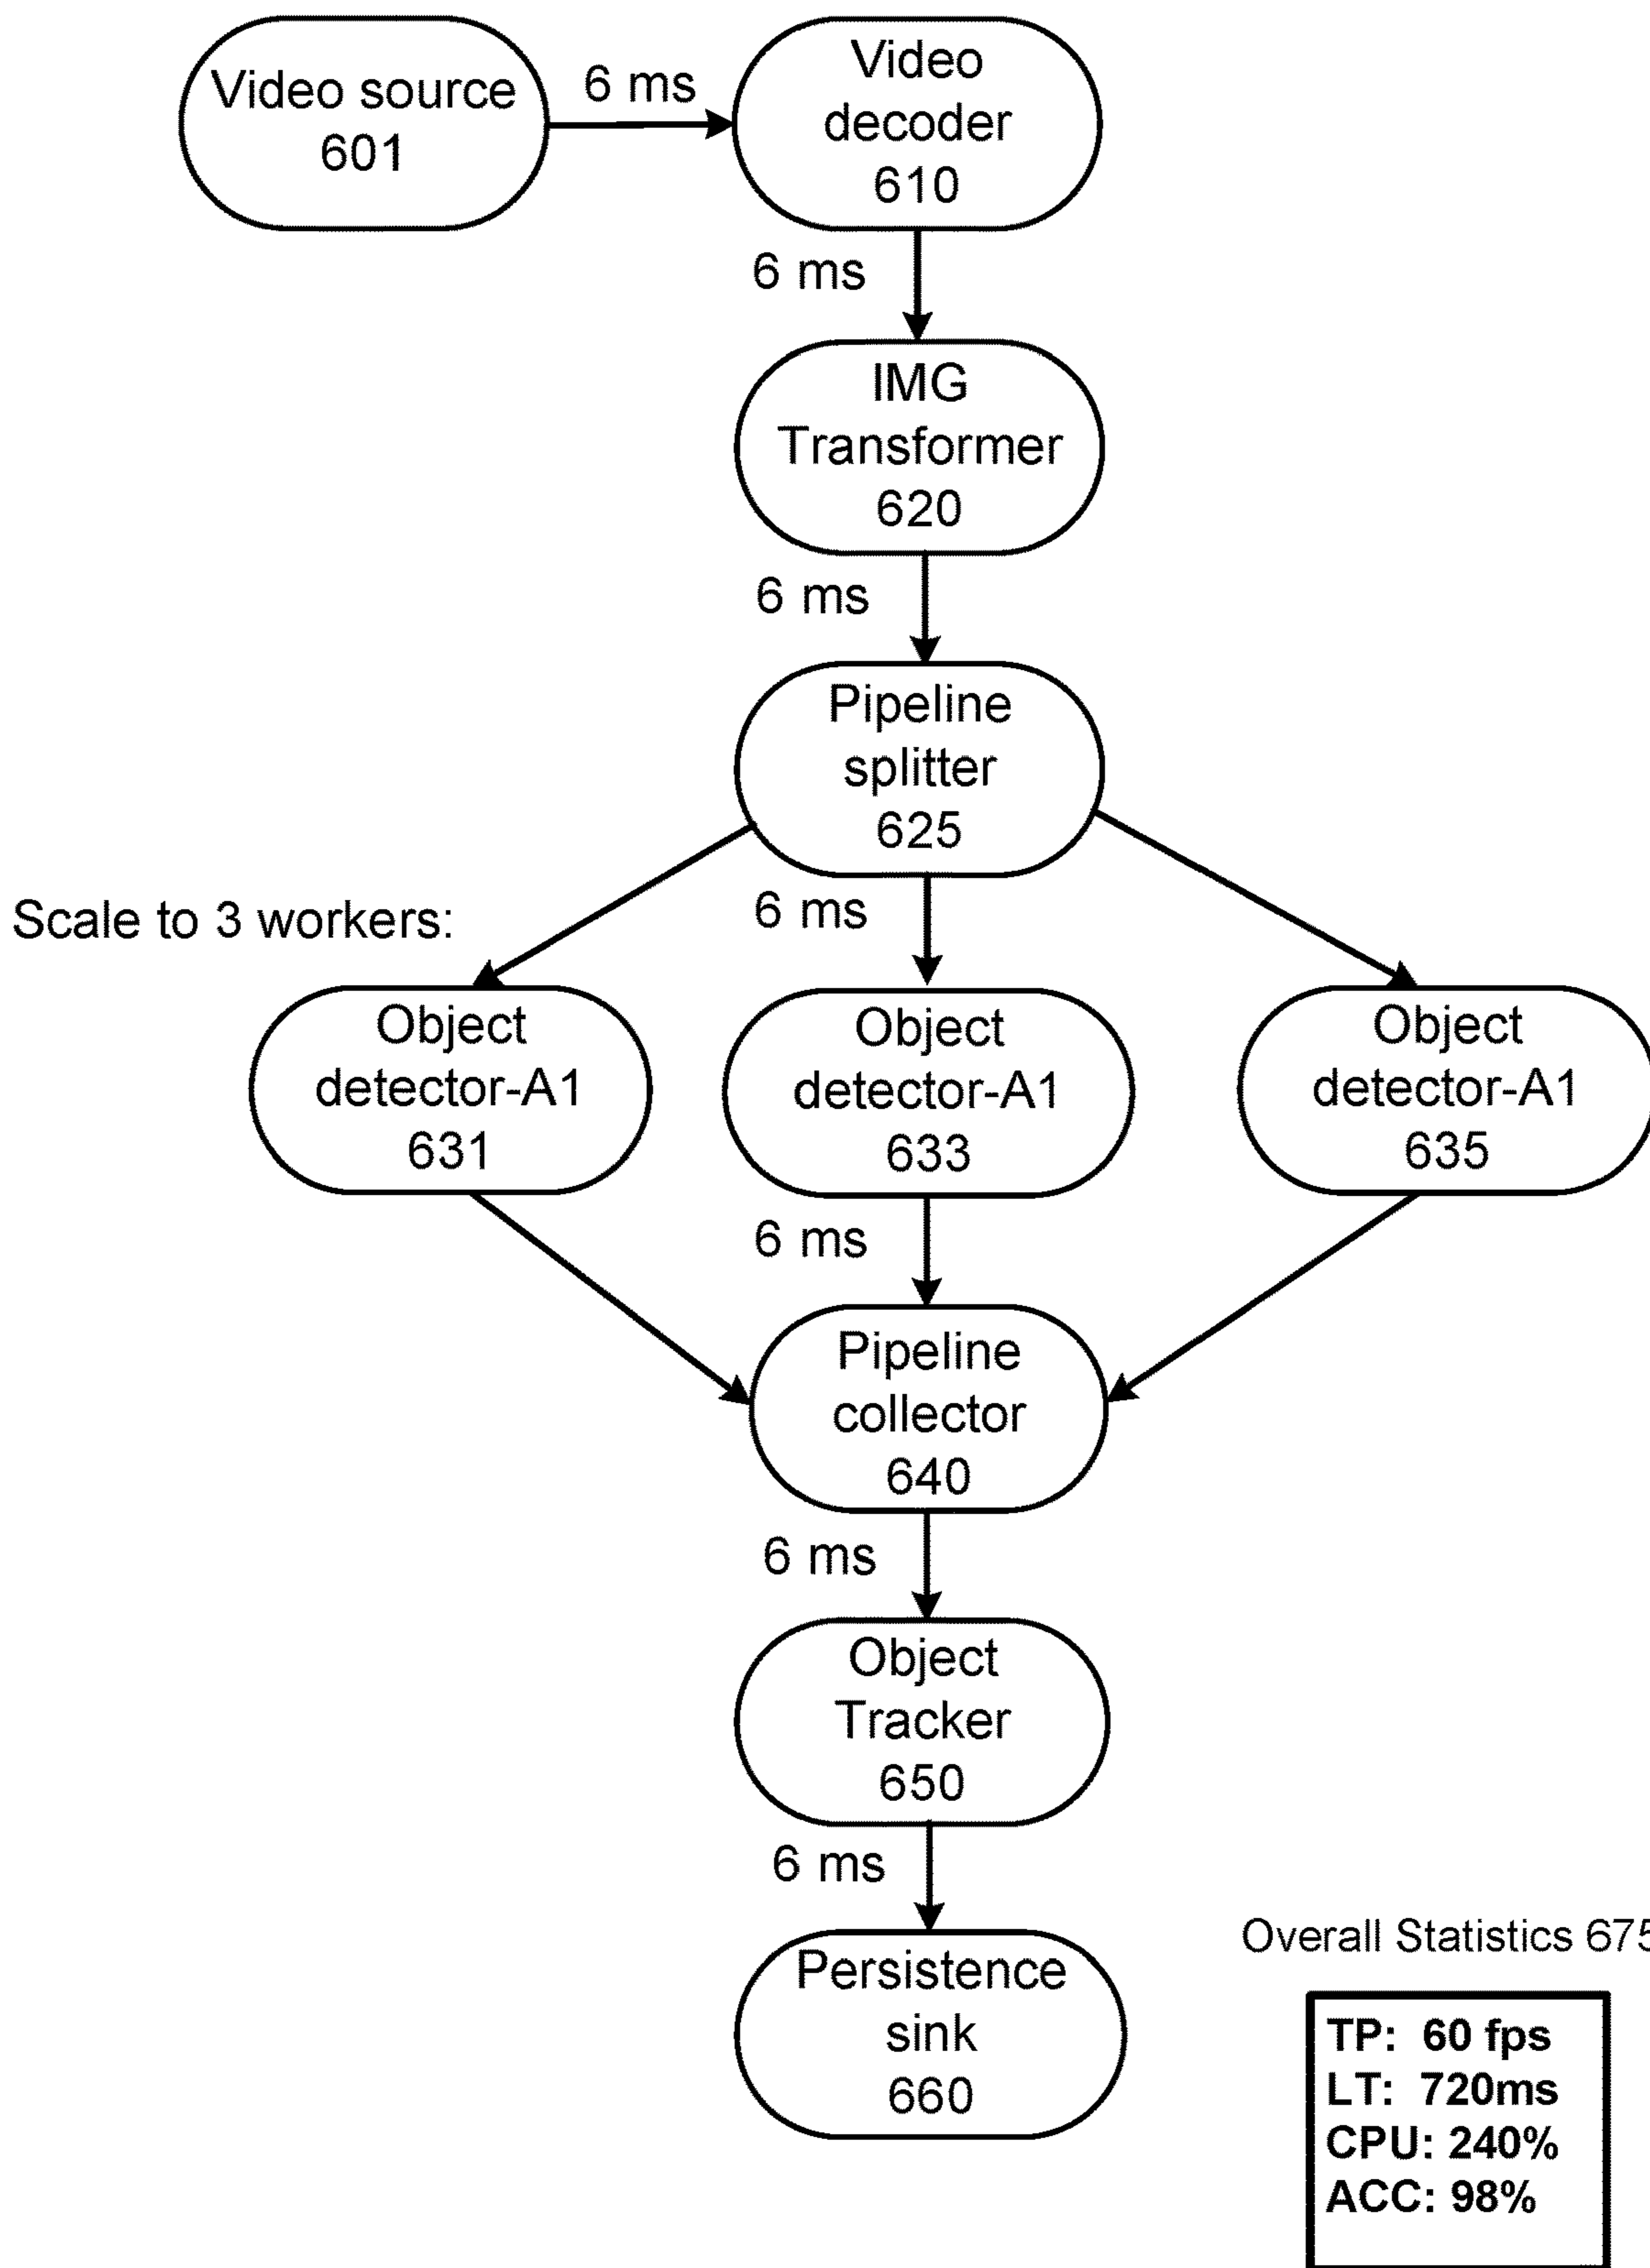 Video source
601
6 ms
Video
decoder
610
6 ms
IMG
Transformer
620
6 ms
Pipeline
splitter
625
6 ms
Scale to 3 workers:
Object
detector-A1
631
Object
detector-A1
633
Object
detector-A1
635
6 ms
Pipeline
collector
640
6 ms
Object
Tracker
650
6 ms
Persistence
sink
660
Overall Statistics 675
TP: 60 fps
LT: 720ms
CPU: 240%
ACC: 98%